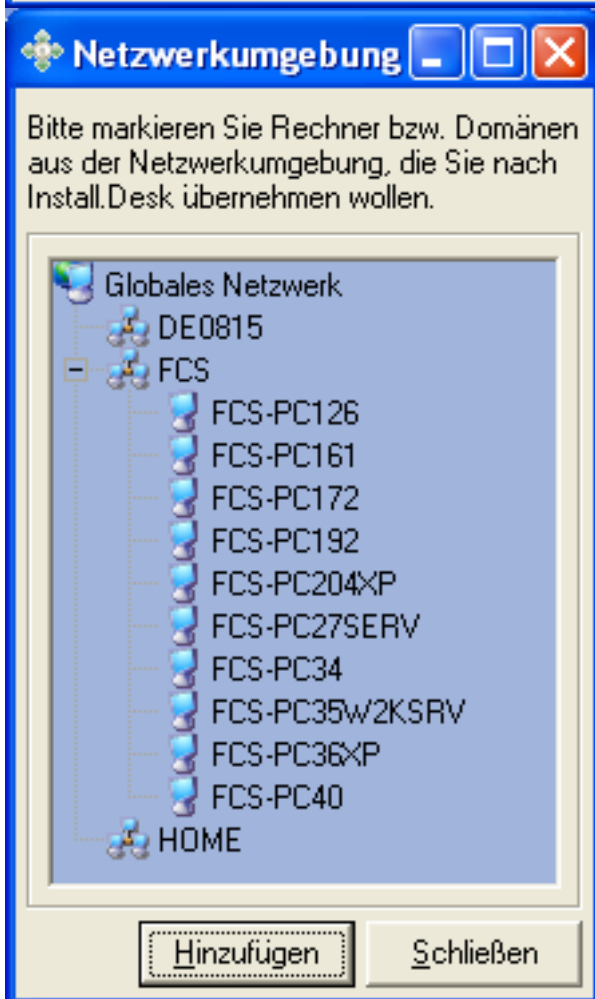 Netzwerkumgebung
Bitte markieren Sie Rechner bzw. Domänen
aus der Netzwerkumgebung, die Sie nach
Install.Desk übernehmen wollen.
Globales Netzwerk
DE0815
FCS
FCS-PC126
FCS-PC161
FCS-PC172
FCS-PC192
FCS-PC204XP
FCS-PC27SERV
FCS-PC34
FCS-PC35W2KSRV
FCS-PC36XP
FCS-PC40
HOME
Hinzufügen Schließen